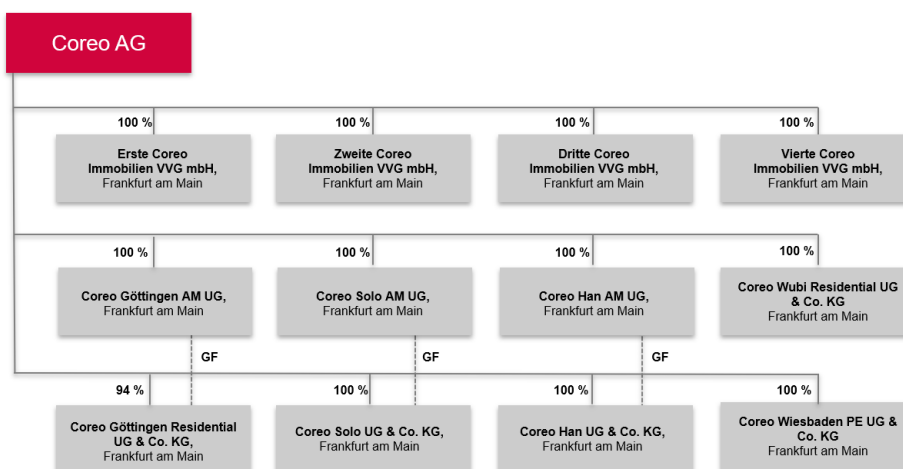 Coreo AG
100 %
100 %
100 %
100 %
Erste Coreo
Immobilien VVG mbH,
Frankfurt am Main
Zweite Coreo
Immobilien VVG mbH,
Frankfurt am Main
Dritte Coreo
Immobilien VVG mbH,
Frankfurt am Main
Vierte Coreo
Immobilien VVG mbH,
Frankfurt am Main
100 %
100 %
100 %
100 %
Coreo Göttingen AM UG,
Frankfurt am Main
Coreo Solo AM UG,
Frankfurt am Main
Coreo Han AM UG,
Frankfurt am Main
Coreo Wubi Residential UG
& Co. KG
Frankfurt am Main
GF
GF
GF
94 %
100 %
100 %
100 %
Coreo Göttingen Residential
UG & Co. KG,
Frankfurt am Main
Coreo Solo UG & Co. KG,
Frankfurt am Main
Coreo Han UG & Co. KG,
Frankfurt am Main
Coreo Wiesbaden PE UG &
Co. KG
Frankfurt am Main